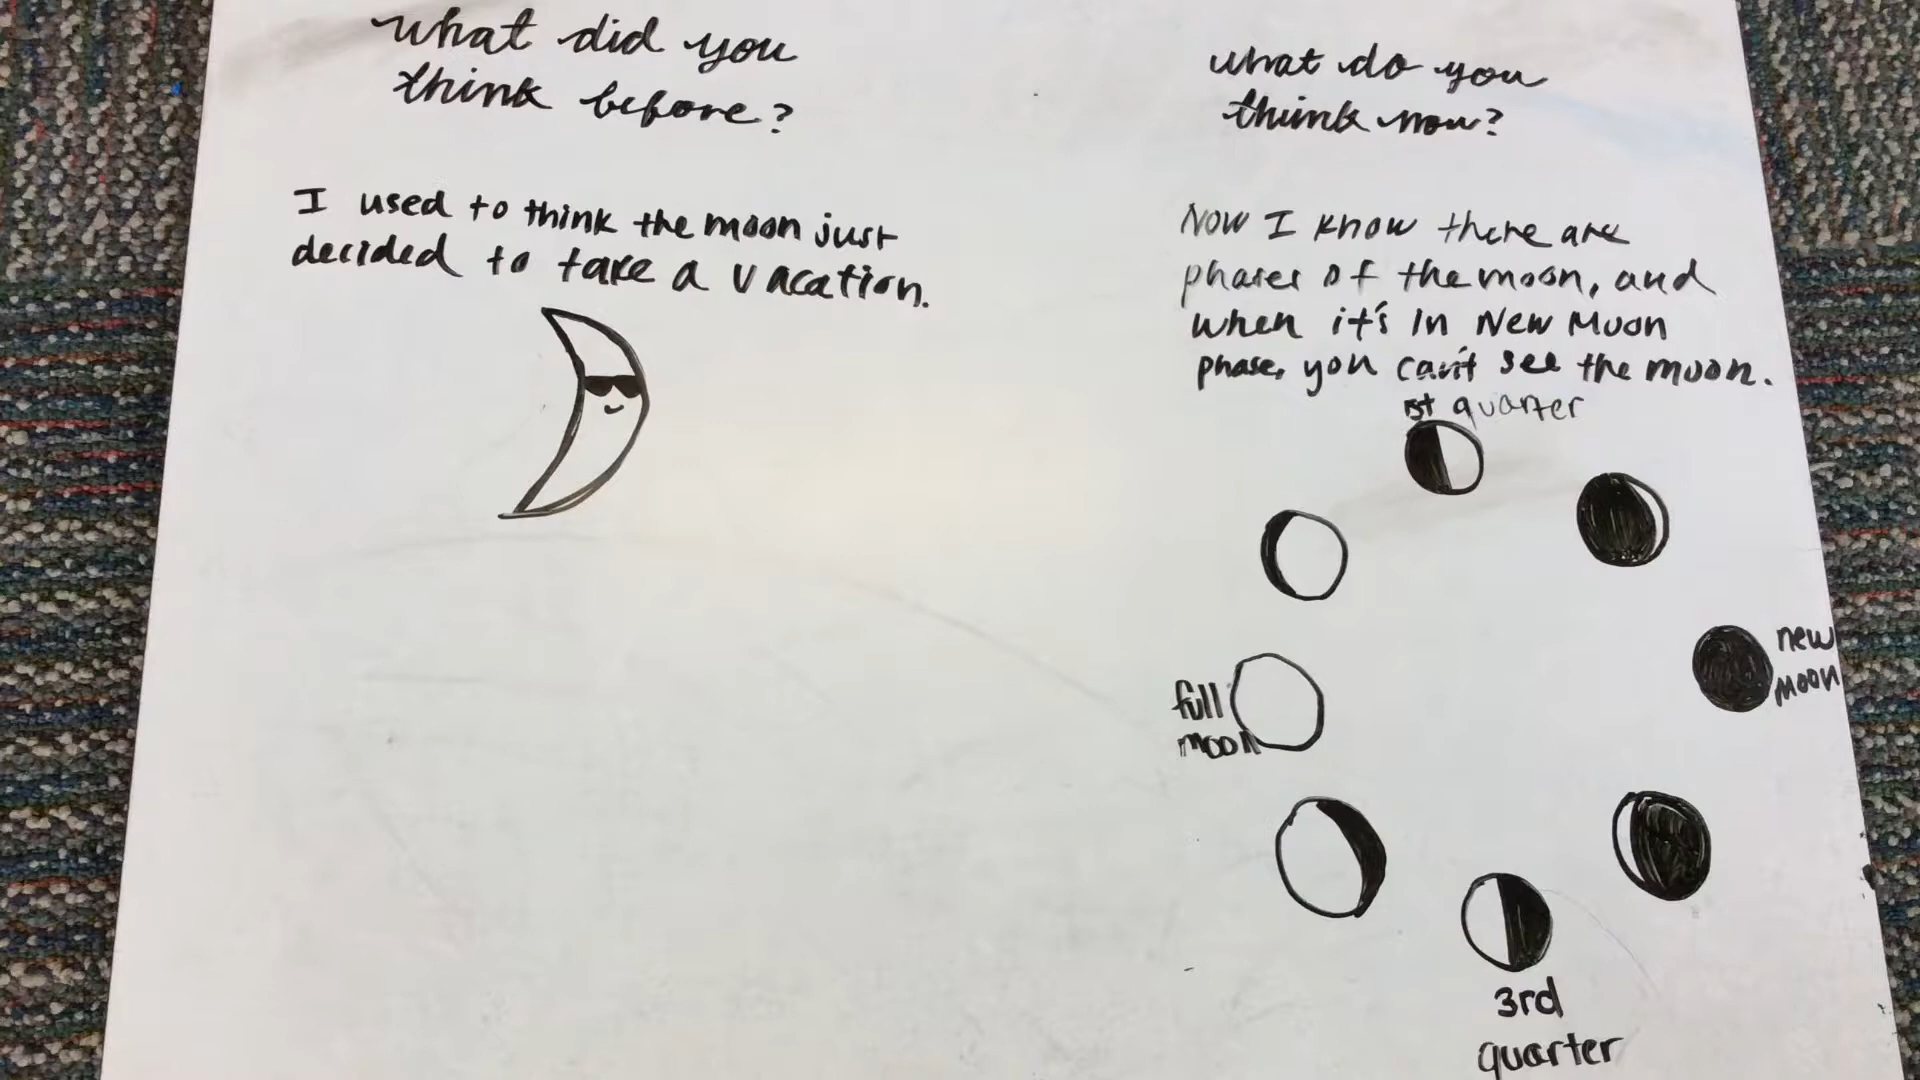 what did you
think before?
I used to think the moon just
decided to take a vacation.
what do you
think now?
Now I know there are
phases of the moon, and
when it's in New Moon
phase, you can't see the moon.
1st quarter
new
moon
full
moon
3rd
quarter